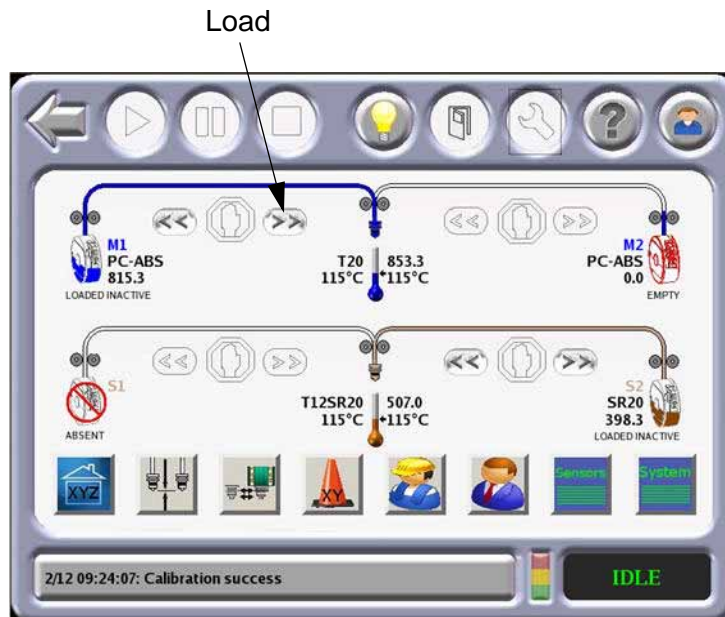 Load
M1
PC-ABS
815.3
LOADED INACTIVE
T20 853.3
115°C 115°C
M2
PC-ABS
0.0
EMPTY
S1
ABSENT
T12SR20 507.0
115°C 115°C
S2
SR20
398.3
LOADED INACTIVE
XYZ
XY
Sensors
System
2/12 09:24:07: Calibration success
IDLE